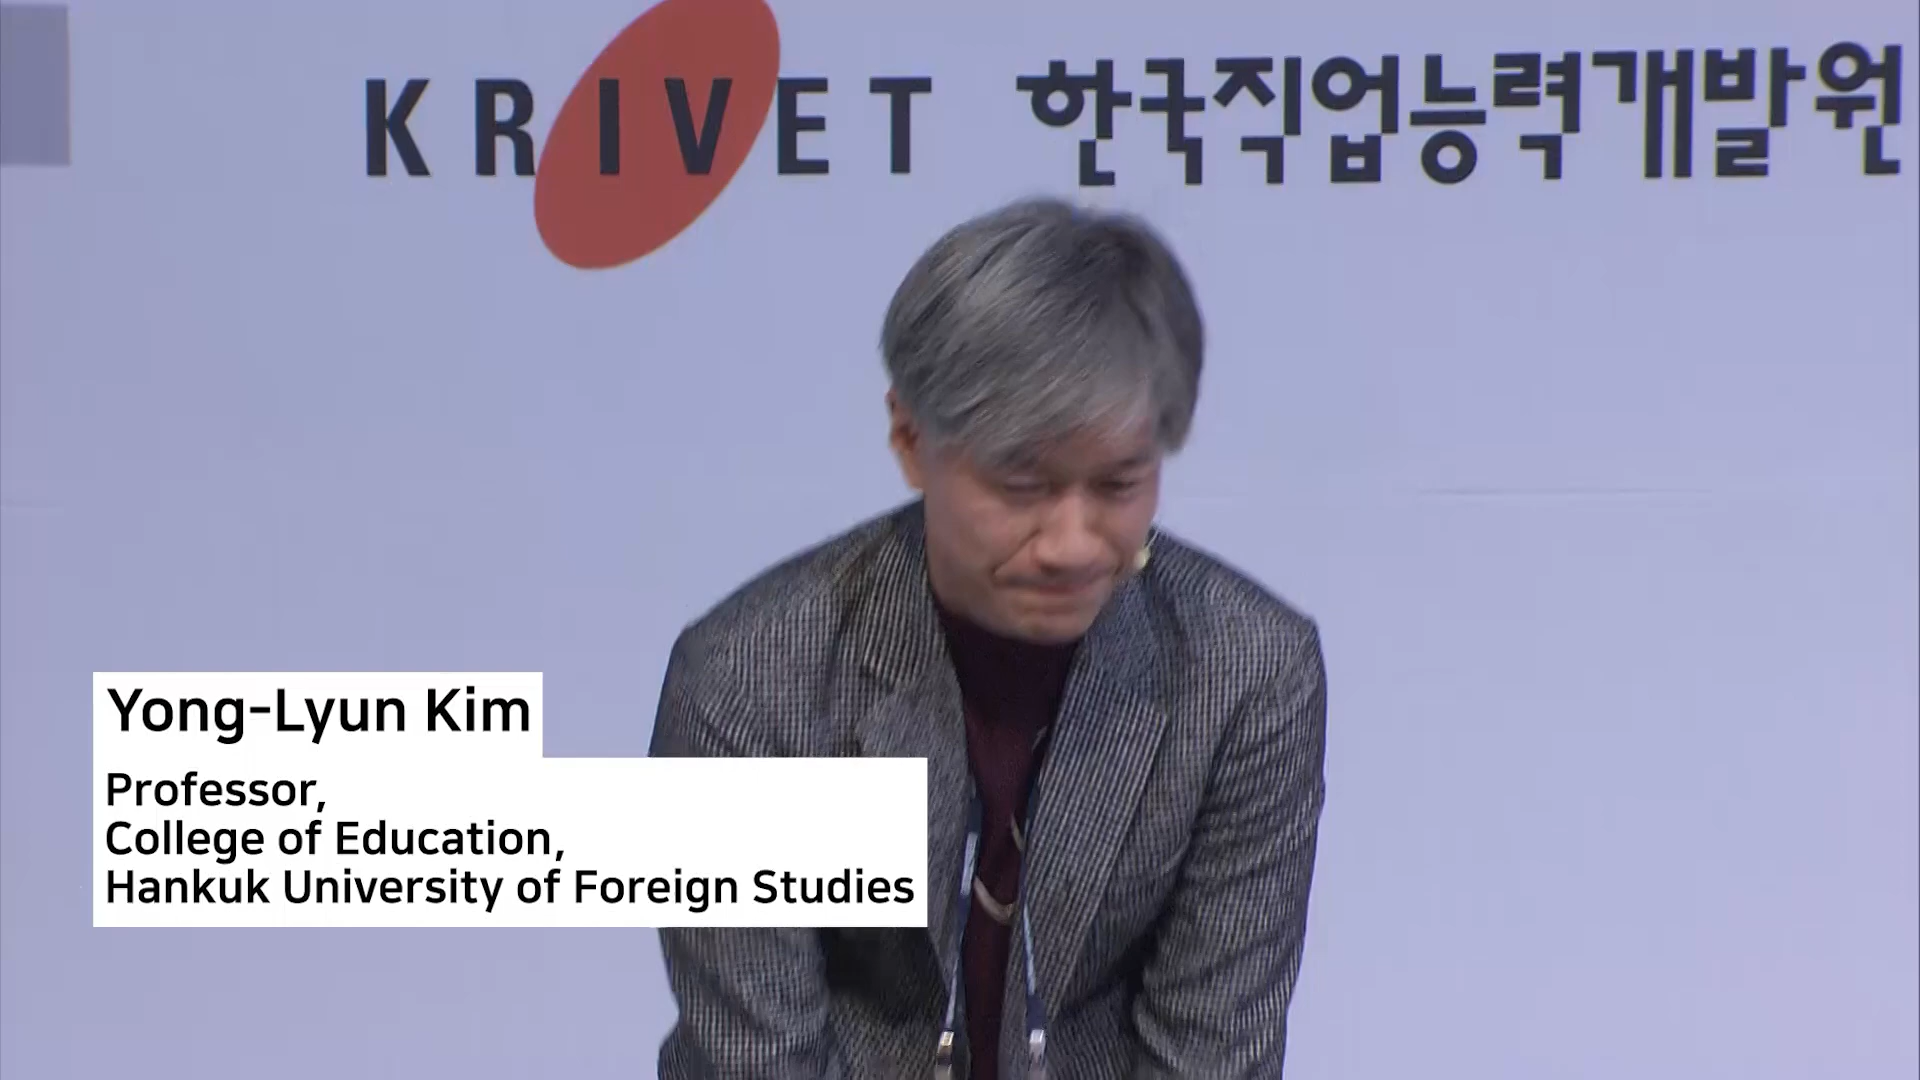 KRIVET 한국직업능력개발원
Yong-Lyun Kim
Professor,
College of Education,
Hankuk University of Foreign Studies